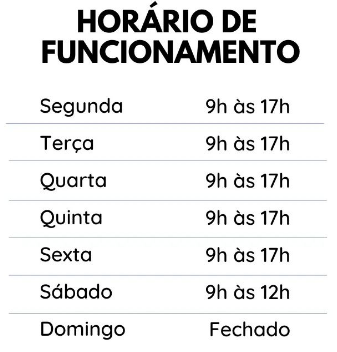 HORÁRIO DE
FUNCIONAMENTO
Segunda 9h às 17h
Terça 9h às 17h
Quarta 9h às 17h
Quinta 9h às 17h
Sexta 9h às 17h
Sábado 9h às 12h
Domingo Fechado